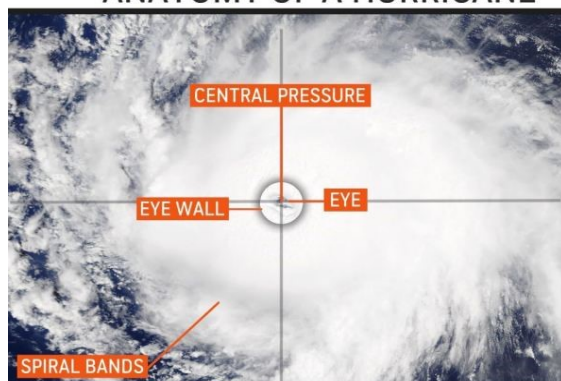 ANATOMY OF A HURRICANE
CENTRAL PRESSURE
EYE WALL
EYE
SPIRAL BANDS